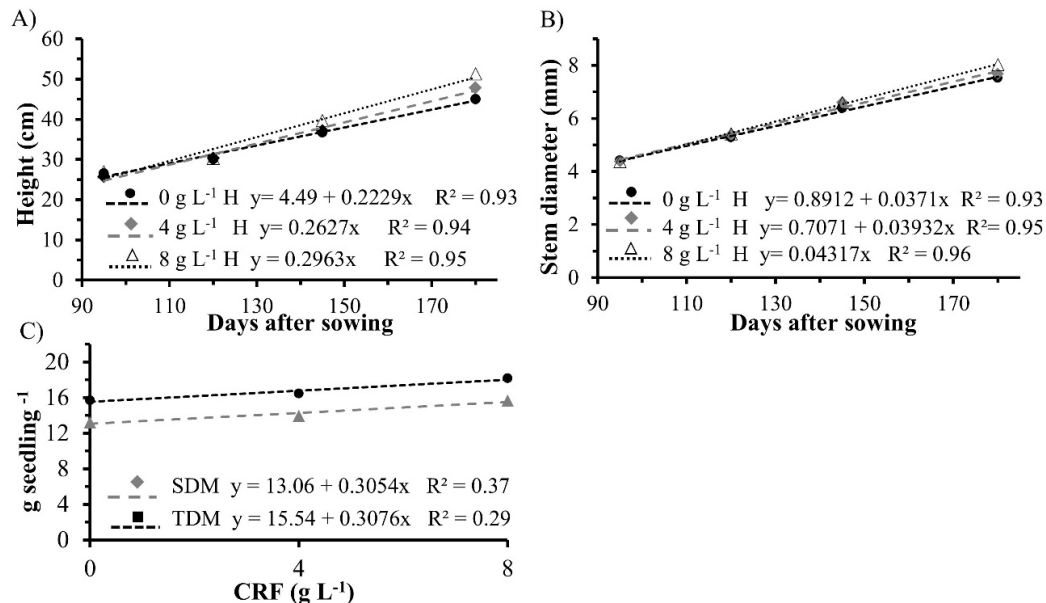 A)
60
50
40
30
20
10
0
Height (cm)
0 g L⁻¹ H y= 4.49 + 0.2229x R² = 0.93
4 g L⁻¹ H y= 0.2627x R² = 0.94
8 g L⁻¹ H y = 0.2963x R² = 0.95
90 110 130 150 170
Days after sowing
B)
8
6
4
2
0
Stem diameter (mm)
0 g L⁻¹ H y= 0.8912 + 0.0371x R² = 0.93
4 g L⁻¹ H y= 0.7071 + 0.03932x R²= 0.95
8 g L⁻¹ H y= 0.04317x R² = 0.96
90 110 130 150 170
Days after sowing
C)
20
16
12
8
4
0
g seedling ⁻¹
SDM y = 13.06 + 0.3054x R² = 0.37
TDM y = 15.54 + 0.3076x R² = 0.29
0 4 8
CRF (g L⁻¹)